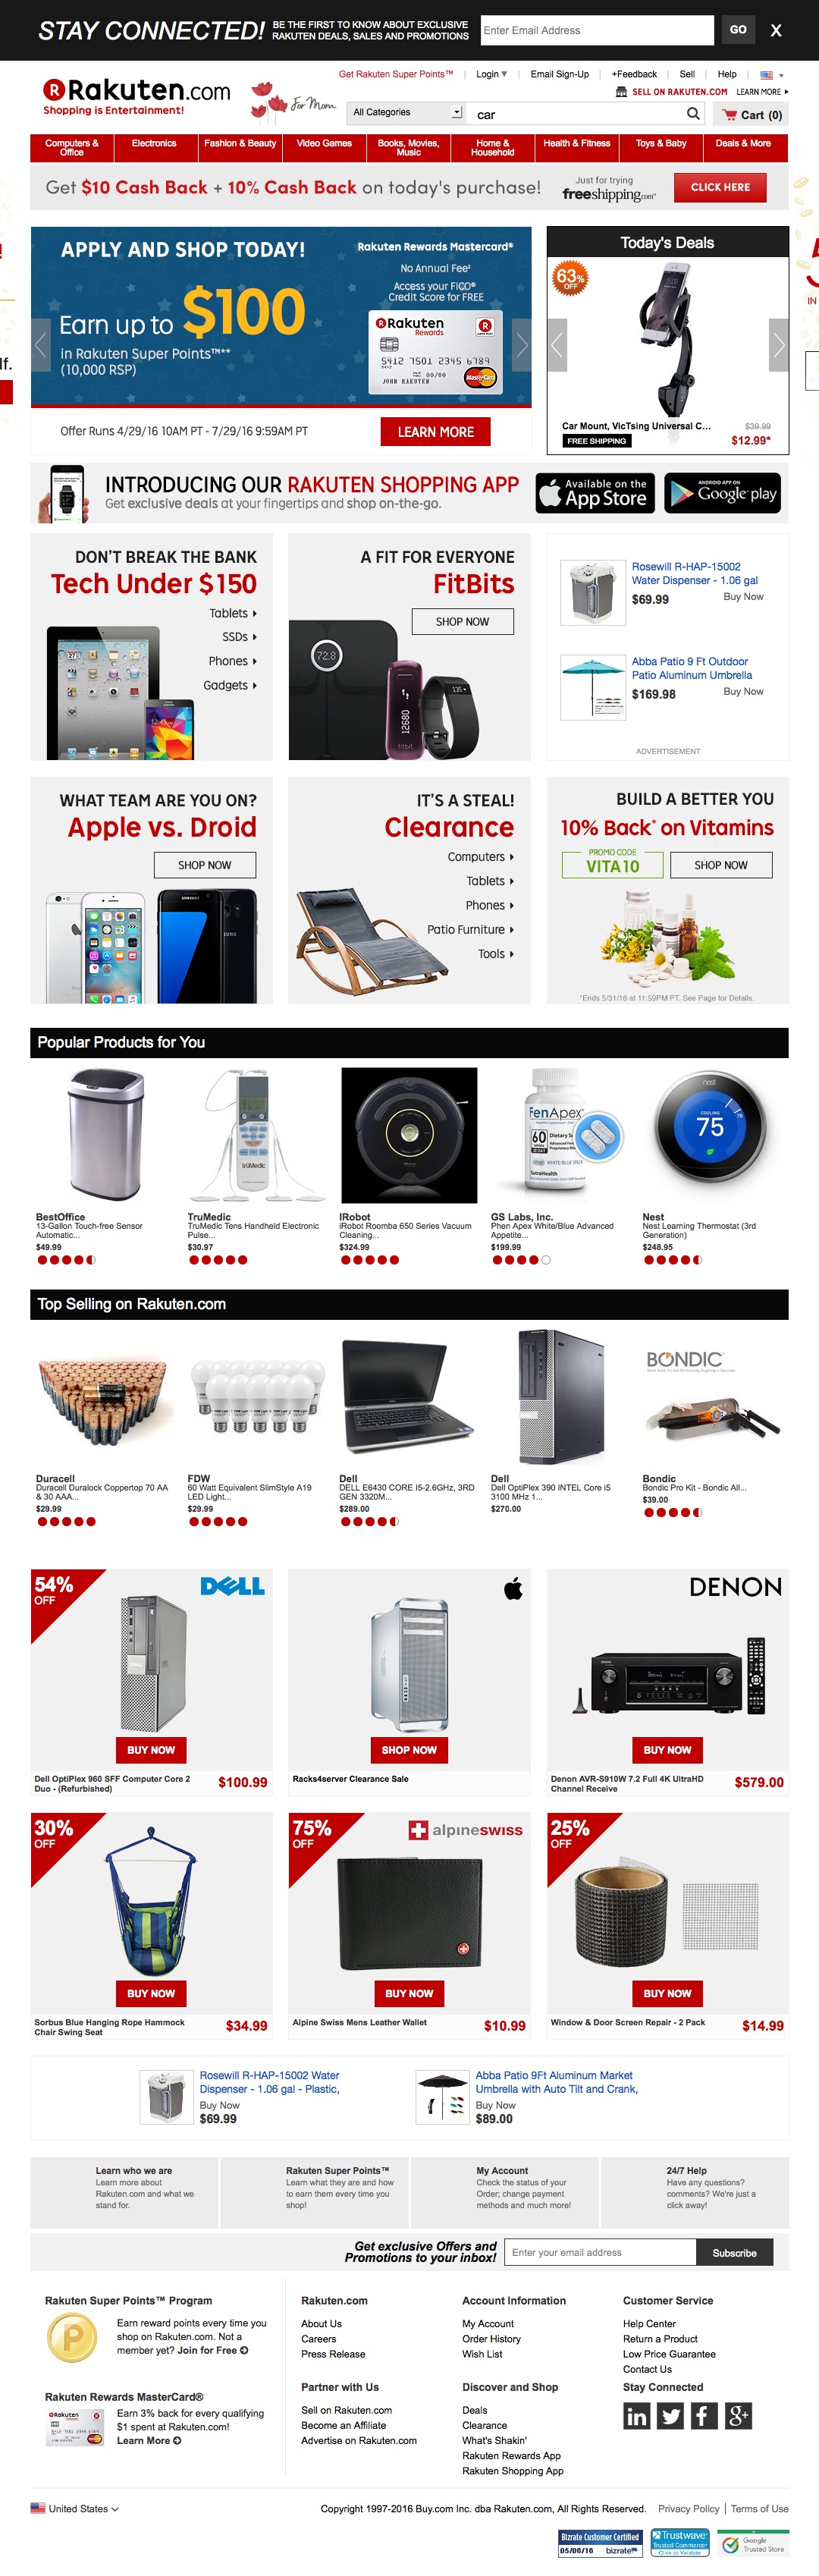 STAY CONNECTED! BE THE FIRST TO KNOW ABOUT EXCLUSIVE
RAKUTEN DEALS, SALES AND PROMOTIONS
Enter Email Address GO X
Get Rakuten Super Points™ Login Email Sign-Up +Feedback Sell Help
SELL ON RAKUTEN.COM LEARN MORE
Rakuten.com
Shopping is Entertainment!
For Mom
All Categories car Cart (0)
Computers & Office Electronics Fashion & Beauty Video Games Books, Movies, Music Home & Household Health & Fitness Toys & Baby Deals & More
Get $10 Cash Back + 10% Cash Back on today's purchase! Just for trying freeshipping.com CLICK HERE
APPLY AND SHOP TODAY!
Earn up to $100
in Rakuten Super Points™**
(10,000 RSP)
Rakuten Rewards Mastercard®
No Annual Fee‡
Access your FICO®
Credit Score for FREE
Rakuten
Rewards
5412 7501 2345 6789
00/00
JOHN RAKUTEN
MasterCard
Offer Runs 4/29/16 10AM PT - 7/29/16 9:59AM PT LEARN MORE
Today's Deals
63%
OFF
Car Mount, VicTsing Universal C... $39.99
FREE SHIPPING $12.99*
INTRODUCING OUR RAKUTEN SHOPPING APP
Get exclusive deals at your fingertips and shop on-the-go.
Available on the
App Store
ANDROID APP ON
Google play
DON'T BREAK THE BANK
Tech Under $150
Tablets
SSDs
Phones
Gadgets
A FIT FOR EVERYONE
FitBits
SHOP NOW
72.8
12680
fitbit
135
Rosewill R-HAP-15002
Water Dispenser - 1.06 gal
$69.99 Buy Now
Abba Patio 9 Ft Outdoor
Patio Aluminum Umbrella
$169.98 Buy Now
ADVERTISEMENT
WHAT TEAM ARE YOU ON?
Apple vs. Droid
SHOP NOW
SAMSUNG
IT'S A STEAL!
Clearance
Computers
Tablets
Phones
Patio Furniture
Tools
BUILD A BETTER YOU
10% Back* on Vitamins
PROMO CODE
VITA10
SHOP NOW
*Ends 5/31/16 at 11:59PM PT. See Page for Details.
Popular Products for You
truMedic
FenApex
60
nest
COOLING
75
BestOffice
13-Gallon Touch-free Sensor
Automatic...
$49.99
TruMedic
TruMedic Tens Handheld Electronic
Pulse...
$30.97
IRobot
iRobot Roomba 650 Series Vacuum
Cleaning...
$324.99
GS Labs, Inc.
Phen Apex White/Blue Advanced
Appetite...
$199.99
Nest
Nest Learning Thermostat (3rd
Generation)
$248.95
Top Selling on Rakuten.com
BONDIC
Duracell
Duracell Duralock Coppertop 70 AA
& 30 AAA...
$29.99
FDW
60 Watt Equivalent SlimStyle A19
LED Light...
$29.99
Dell
DELL E6430 CORE I5-2.6GHz, 3RD
GEN 3320M...
$289.00
Dell
Dell OptiPlex 390 INTEL Core i5
3100 MHz 1...
$270.00
Bondic
Bondic Pro Kit - Bondic All...
$39.00
54%
OFF
DELL
BUY NOW
Dell OptiPlex 960 SFF Computer Core 2
Duo - (Refurbished)
$100.99
SHOP NOW
Racks4server Clearance Sale
DENON
BUY NOW
Denon AVR-S910W 7.2 Full 4K UltraHD
Channel Receive
$579.00
30%
OFF
BUY NOW
Sorbus Blue Hanging Rope Hammock
Chair Swing Seat
$34.99
75%
OFF
alpineswiss
BUY NOW
Alpine Swiss Mens Leather Wallet
$10.99
25%
OFF
BUY NOW
Window & Door Screen Repair - 2 Pack
$14.99
Rosewill R-HAP-15002 Water
Dispenser - 1.06 gal - Plastic,
Buy Now
$69.99
Abba Patio 9Ft Aluminum Market
Umbrella with Auto Tilt and Crank,
Buy Now
$89.00
Learn who we are
Learn more about
Rakuten.com and what we
stand for.
Rakuten Super Points™
Learn what they are and how
to earn them every time you
shop!
My Account
Check the status of your
Order; change payment
methods and much more!
24/7 Help
Have any questions?
comments? We're just a
click away!
Get exclusive Offers and
Promotions to your inbox!
Enter your email address Subscribe
Rakuten Super Points™ Program
Earn reward points every time you
shop on Rakuten.com. Not a
member yet? Join for Free
Rakuten Rewards MasterCard®
Earn 3% back for every qualifying
$1 spent at Rakuten.com!
Learn More
Rakuten.com
About Us
Careers
Press Release
Partner with Us
Sell on Rakuten.com
Become an Affiliate
Advertise on Rakuten.com
Account Information
My Account
Order History
Wish List
Discover and Shop
Deals
Clearance
What's Shakin'
Rakuten Rewards App
Rakuten Shopping App
Customer Service
Help Center
Return a Product
Low Price Guarantee
Contact Us
Stay Connected
United States
Copyright 1997-2016 Buy.com Inc. dba Rakuten.com, All Rights Reserved. Privacy Policy | Terms of Use
Bizrate Customer Certified
05/06/16 bizrate
Trustwave
Trusted Commerce
Click to Validate
Google
Trusted Store